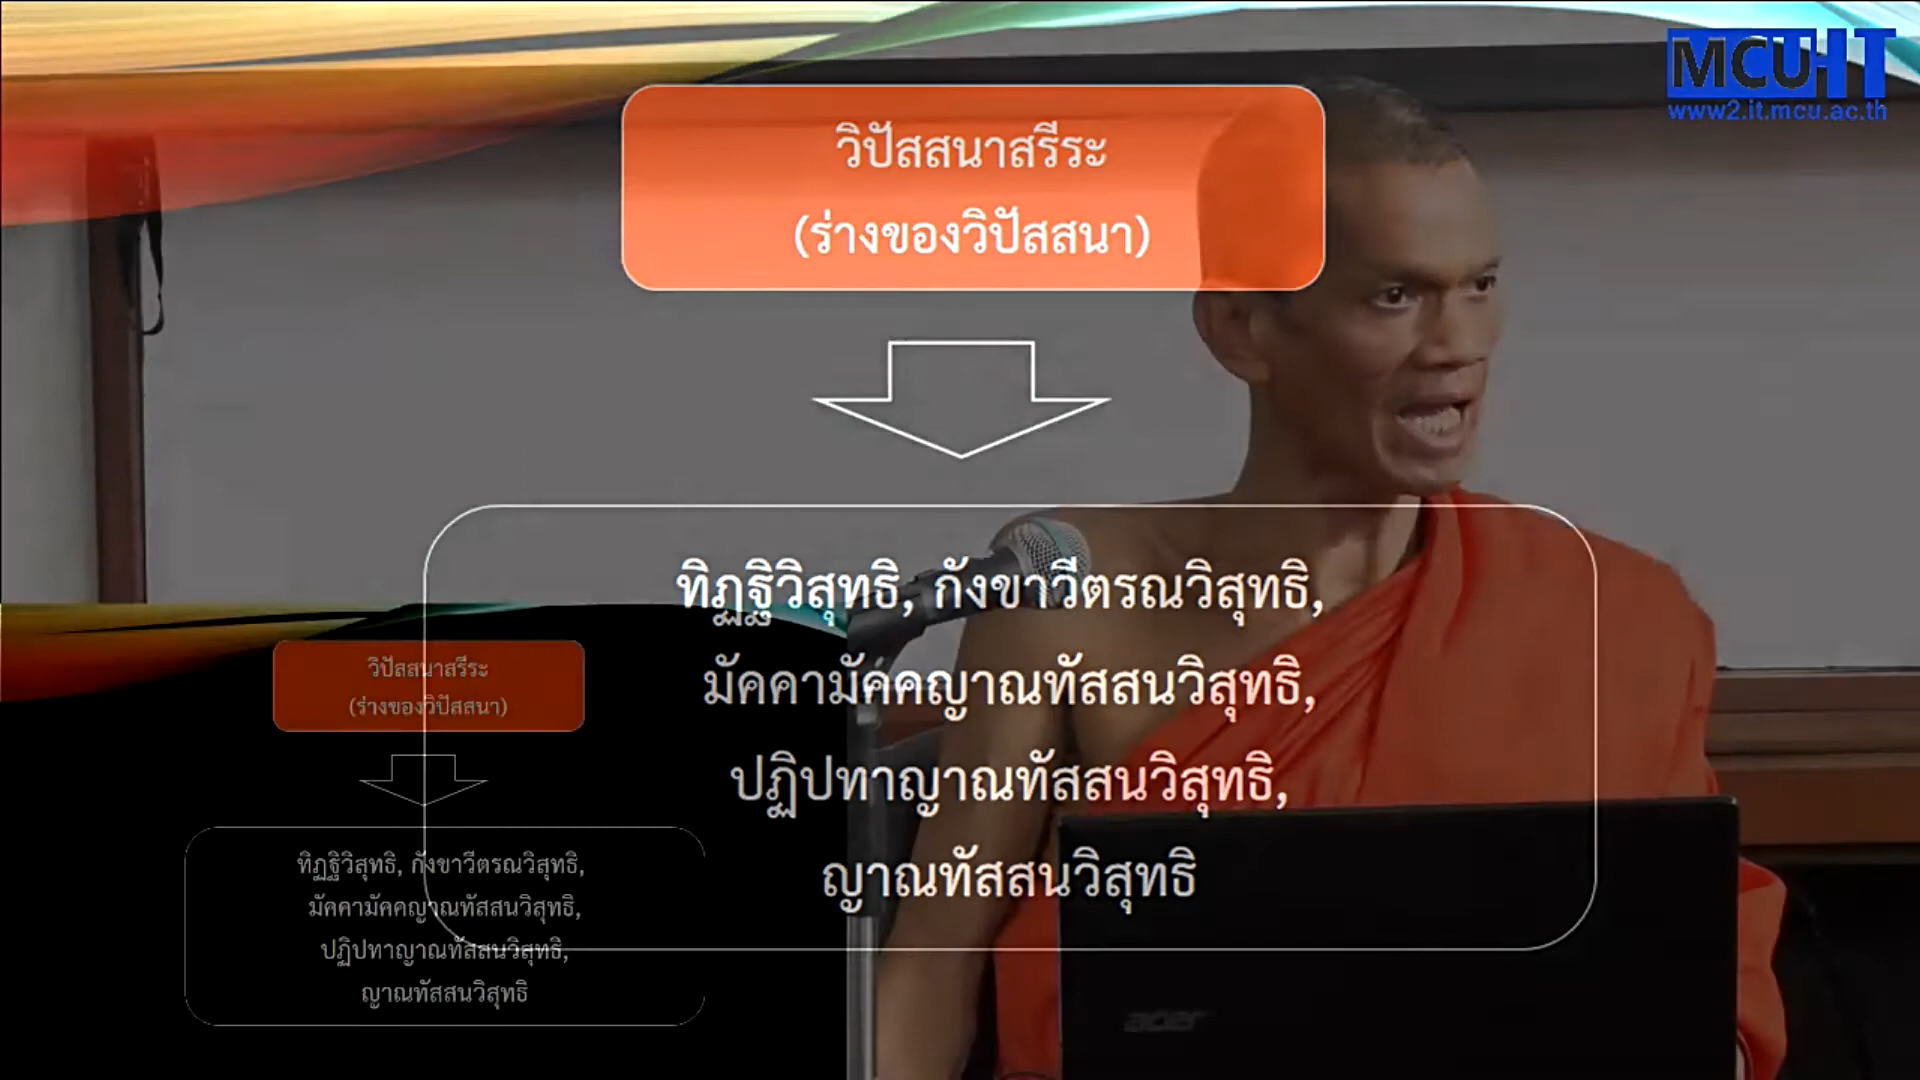 MCU-IT
www2.it.mcu.ac.th
วิปัสสนาสรีระ
(ร่างของวิปัสสนา)
ทิฏฐิวิสุทธิ, กังขาวีตรณวิสุทธิ,
มัคคามัคคญาณทัสสนวิสุทธิ,
ปฏิปทาญาณทัสสนวิสุทธิ,
ญาณทัสสนวิสุทธิ
วิปัสสนาสรีระ
(ร่างของวิปัสสนา)
ทิฏฐิวิสุทธิ, กังขาวีตรณวิสุทธิ,
มัคคามัคคญาณทัสสนวิสุทธิ,
ปฏิปทาญาณทัสสนวิสุทธิ,
ญาณทัสสนวิสุทธิ
acer